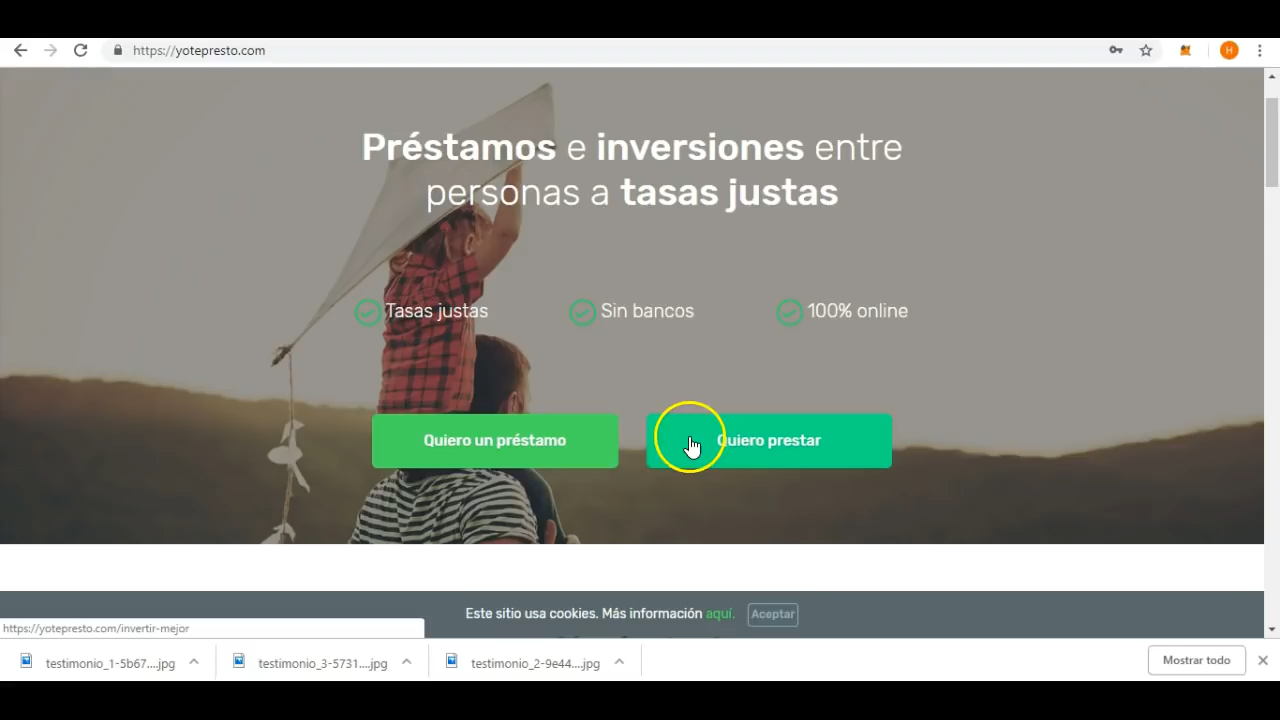 https://yotepresto.com
H
Préstamos e inversiones entre
personas a tasas justas
Tasas justas
Sin bancos
100% online
Quiero un préstamo
Quiero prestar
Este sitio usa cookies. Más información aquí.
Aceptar
https://yotepresto.com/invertir-mejor
testimonio_1-5b67....jpg
testimonio_3-5731....jpg
testimonio_2-9e44....jpg
Mostrar todo